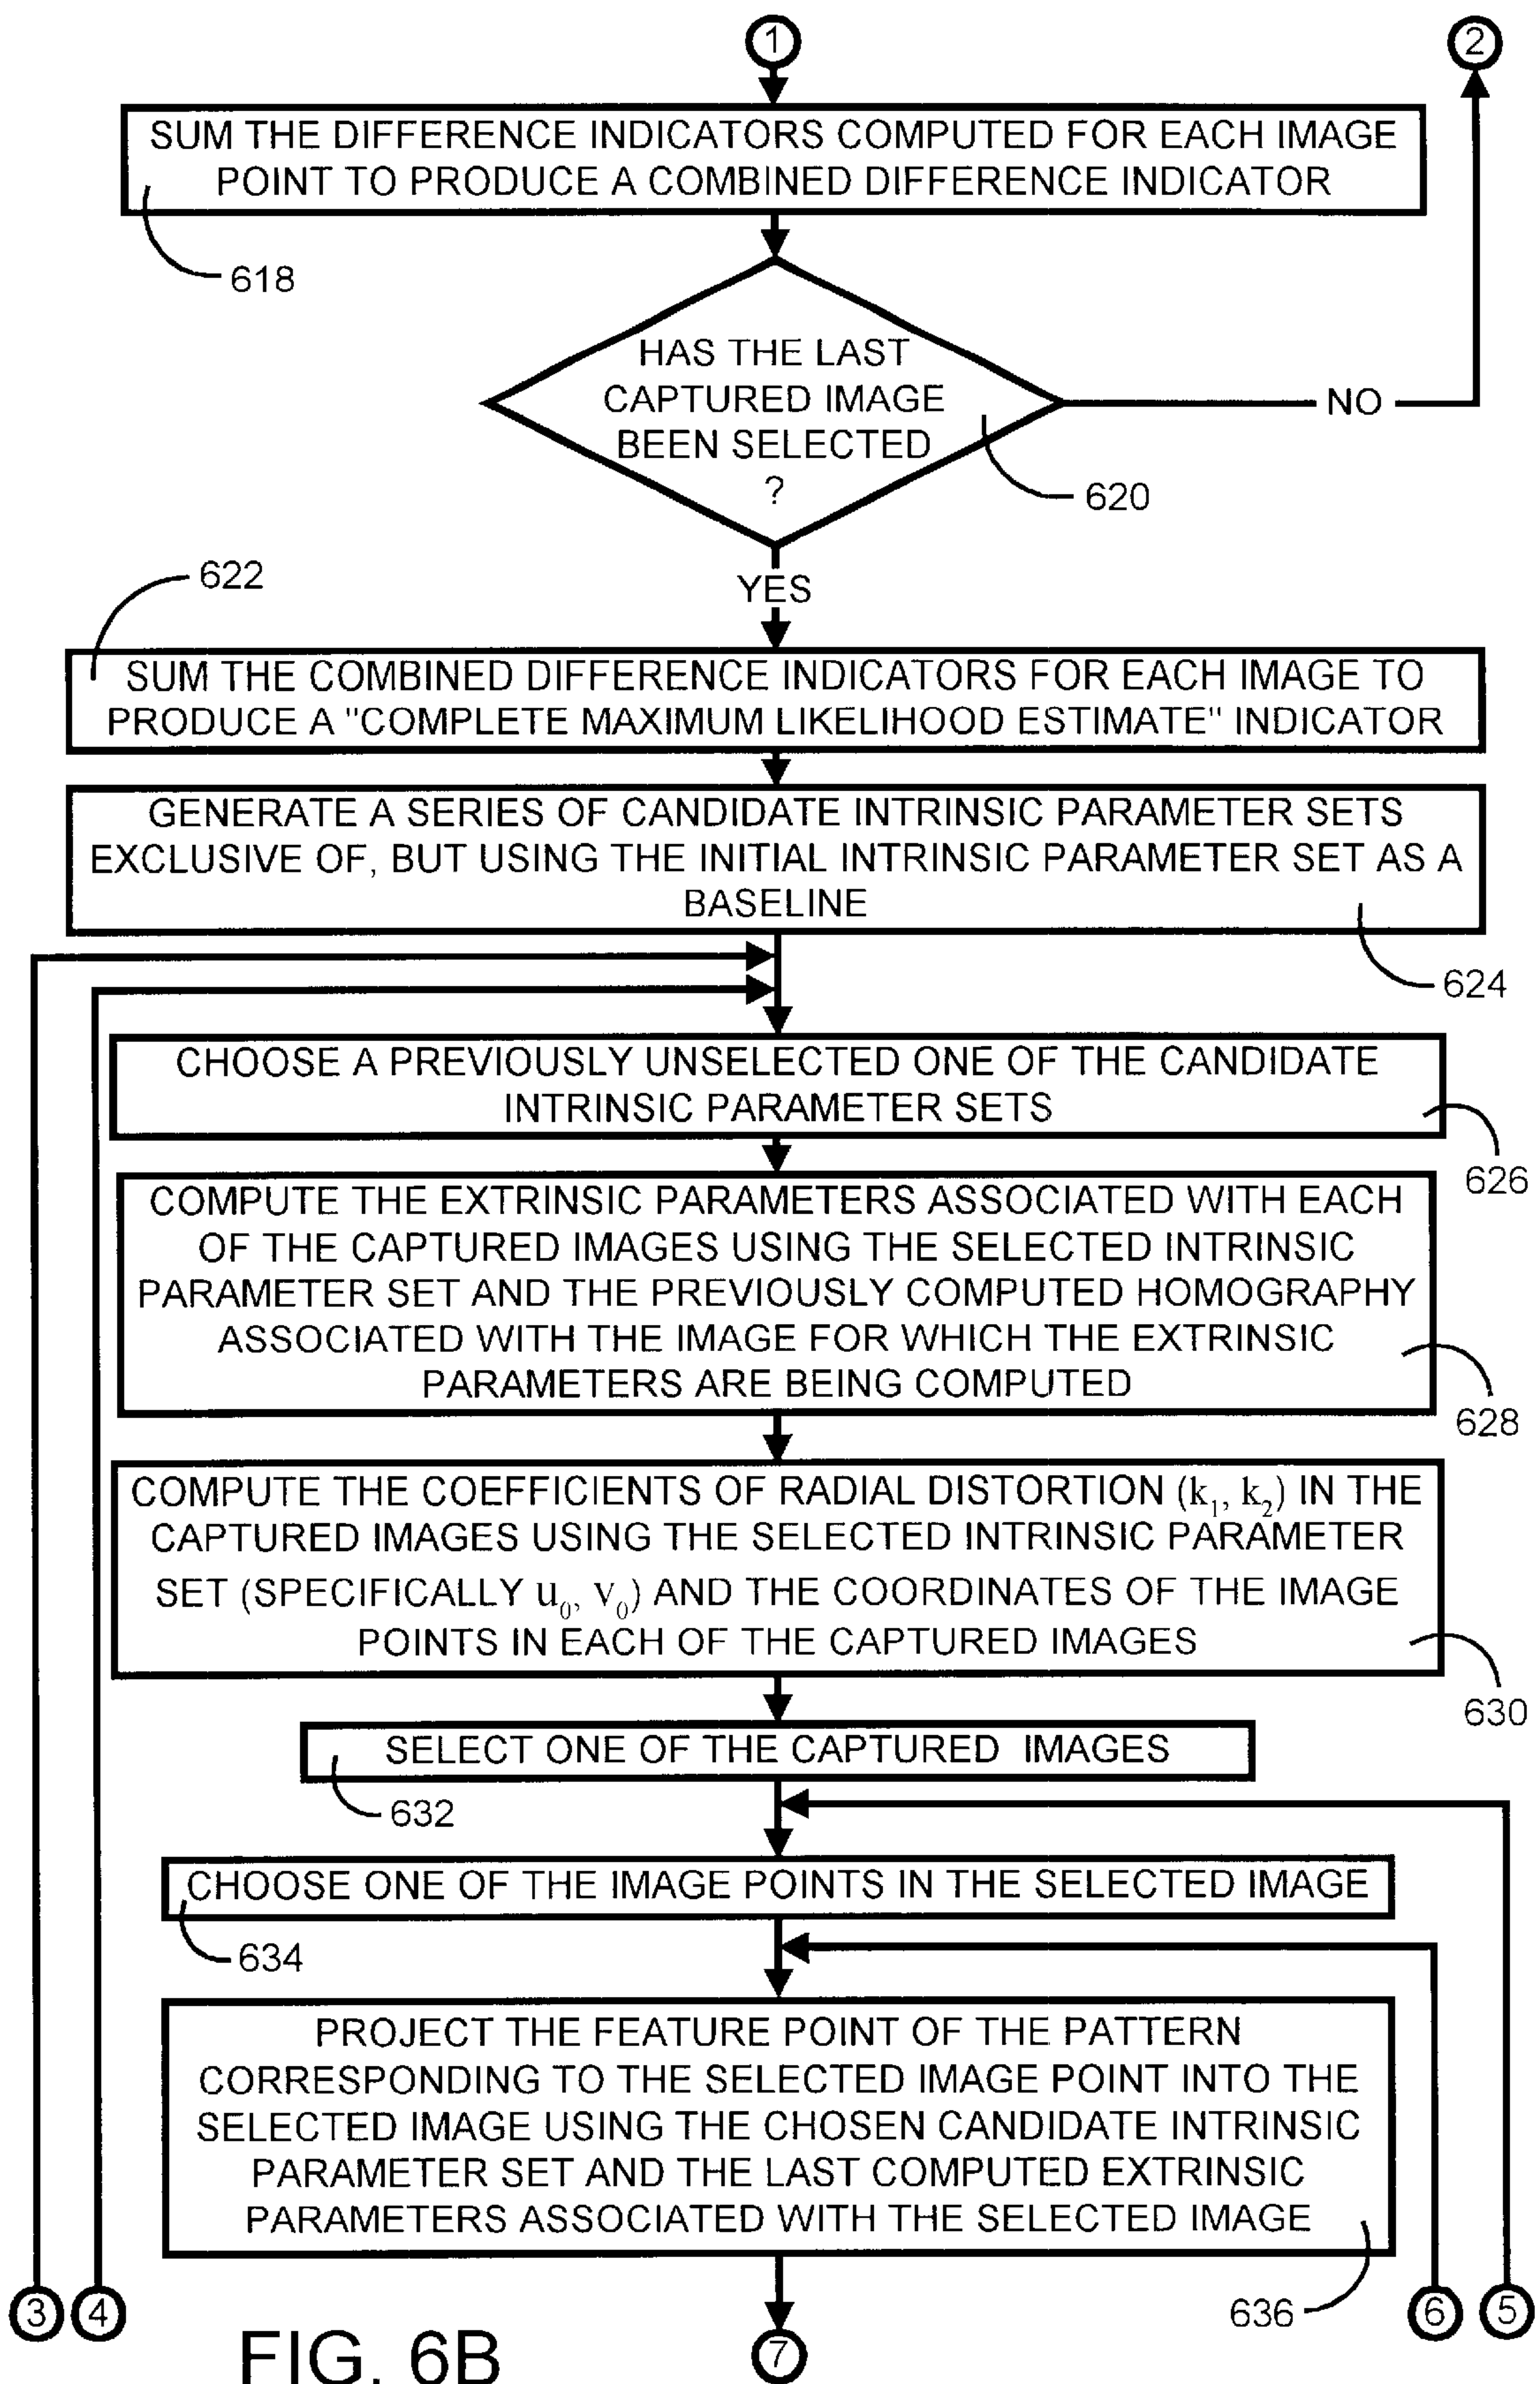 1
2
SUM THE DIFFERENCE INDICATORS COMPUTED FOR EACH IMAGE
POINT TO PRODUCE A COMBINED DIFFERENCE INDICATOR
618
HAS THE LAST
CAPTURED IMAGE
BEEN SELECTED
?
NO
620
622
YES
SUM THE COMBINED DIFFERENCE INDICATORS FOR EACH IMAGE TO
PRODUCE A "COMPLETE MAXIMUM LIKELIHOOD ESTIMATE" INDICATOR
GENERATE A SERIES OF CANDIDATE INTRINSIC PARAMETER SETS
EXCLUSIVE OF, BUT USING THE INITIAL INTRINSIC PARAMETER SET AS A
BASELINE
624
CHOOSE A PREVIOUSLY UNSELECTED ONE OF THE CANDIDATE
INTRINSIC PARAMETER SETS
626
COMPUTE THE EXTRINSIC PARAMETERS ASSOCIATED WITH EACH
OF THE CAPTURED IMAGES USING THE SELECTED INTRINSIC
PARAMETER SET AND THE PREVIOUSLY COMPUTED HOMOGRAPHY
ASSOCIATED WITH THE IMAGE FOR WHICH THE EXTRINSIC
PARAMETERS ARE BEING COMPUTED
628
COMPUTE THE COEFFICIENTS OF RADIAL DISTORTION (k₁, k₂) IN THE
CAPTURED IMAGES USING THE SELECTED INTRINSIC PARAMETER
SET (SPECIFICALLY u₀, v₀) AND THE COORDINATES OF THE IMAGE
POINTS IN EACH OF THE CAPTURED IMAGES
630
SELECT ONE OF THE CAPTURED IMAGES
632
CHOOSE ONE OF THE IMAGE POINTS IN THE SELECTED IMAGE
634
PROJECT THE FEATURE POINT OF THE PATTERN
CORRESPONDING TO THE SELECTED IMAGE POINT INTO THE
SELECTED IMAGE USING THE CHOSEN CANDIDATE INTRINSIC
PARAMETER SET AND THE LAST COMPUTED EXTRINSIC
PARAMETERS ASSOCIATED WITH THE SELECTED IMAGE
636
3
4
6
5
7
FIG. 6B